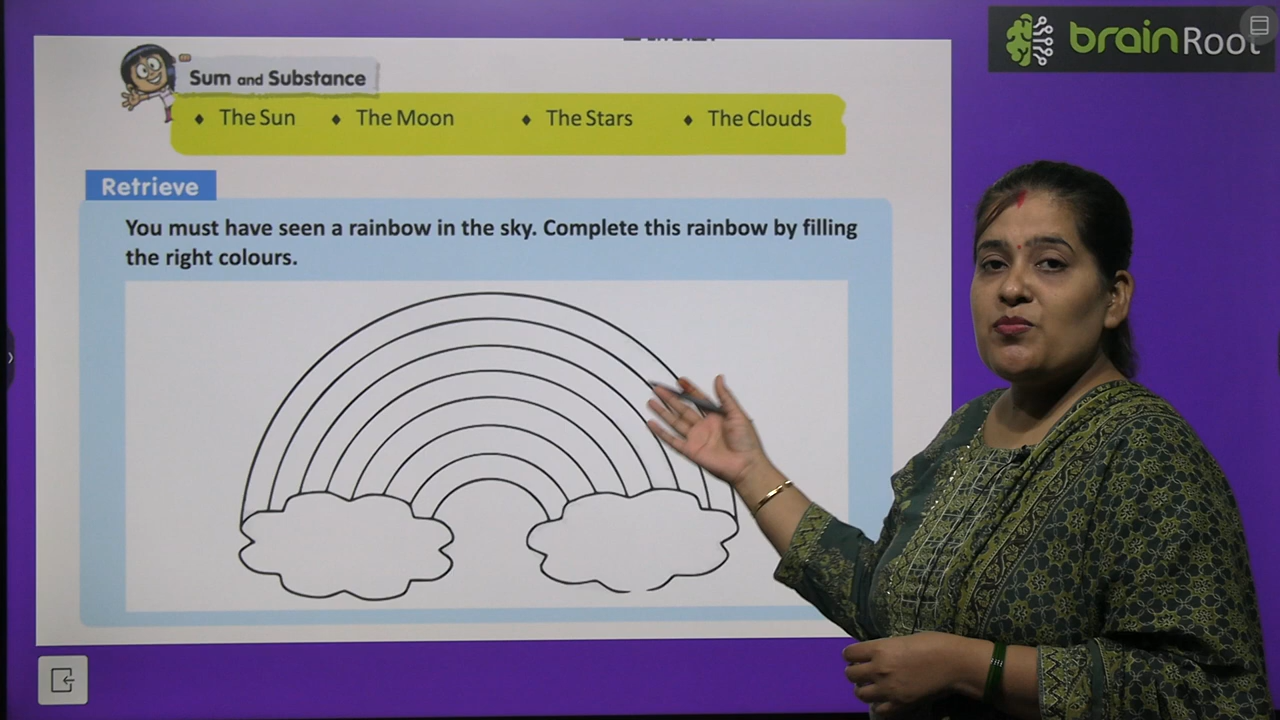 brainRoot
Sum and Substance
♦ The Sun ♦ The Moon ♦ The Stars ♦ The Clouds
Retrieve
You must have seen a rainbow in the sky. Complete this rainbow by filling
the right colours.